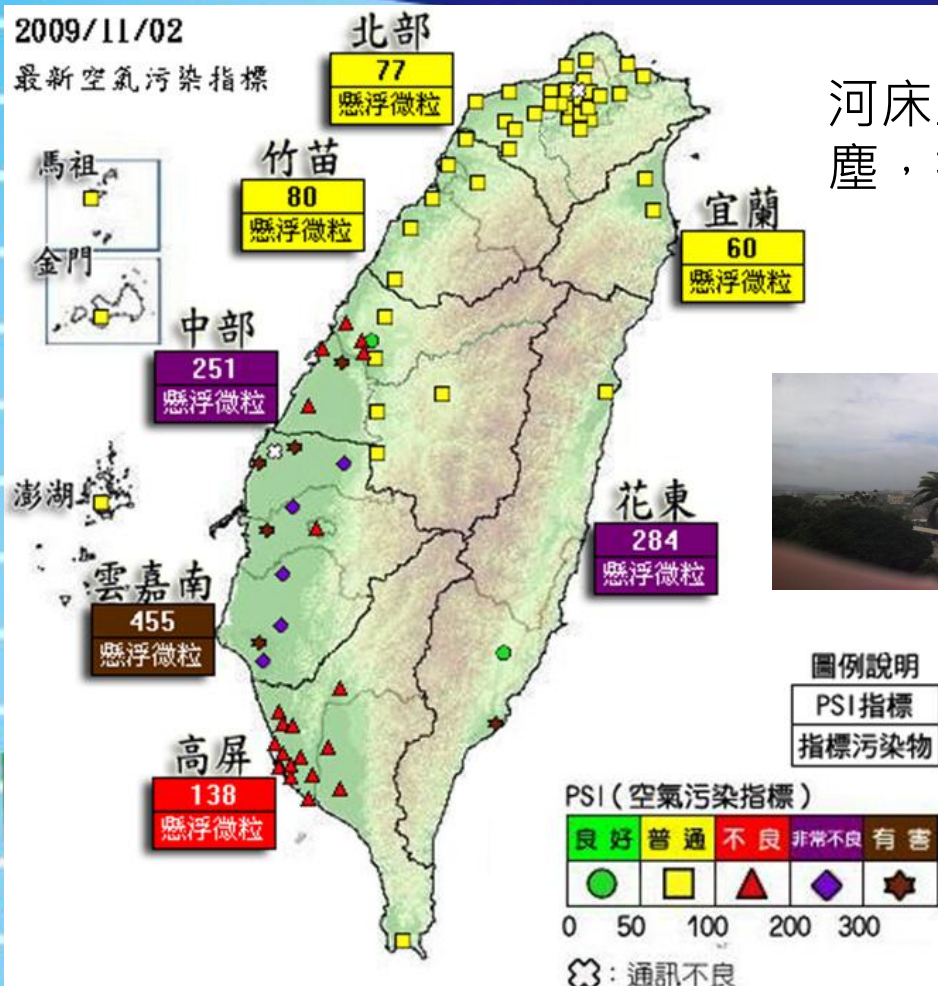 2009/11/02
最新空氣污染指標
北部
77
懸浮微粒
河床
塵，
馬祖
竹苗
80
懸浮微粒
宜蘭
60
懸浮微粒
金門
中部
251
懸浮微粒
澎湖
花東
284
懸浮微粒
雲嘉南
455
懸浮微粒
圖例說明
PSI指標
指標污染物
高屏
138
懸浮微粒
PSI(空氣污染指標)
良好 普通 不良 非常不良 有害
0 50 100 200 300
：通訊不良